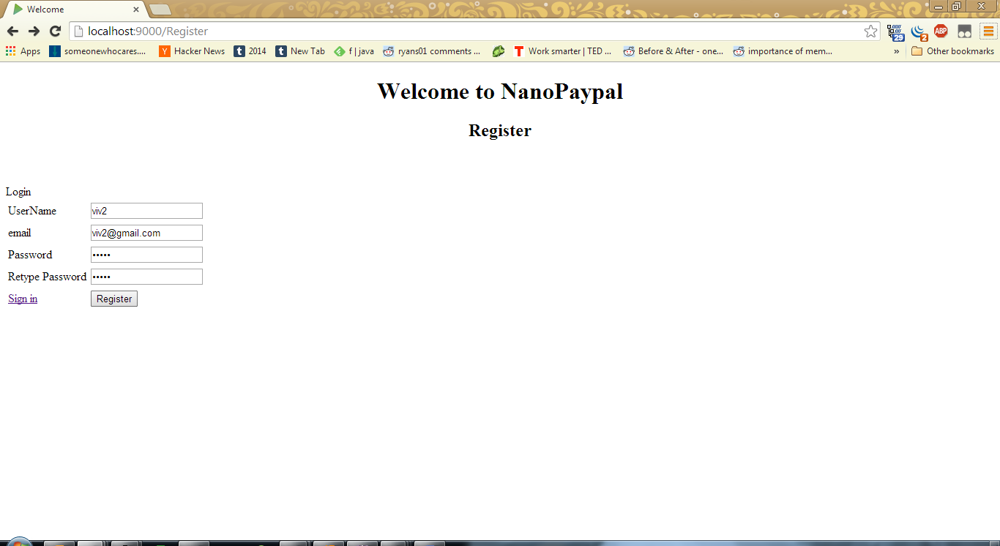 Welcome
localhost:9000/Register
29
2
ABP
Apps
someonewhocares....
Y Hacker News
t 2014
t New Tab
f | java
ryans01 comments ...
T Work smarter | TED ...
Before & After - one...
importance of mem...
»
Other bookmarks
Welcome to NanoPaypal
Register
Login
UserName viv2
email viv2@gmail.com
Password •••••
Retype Password •••••
Sign in Register